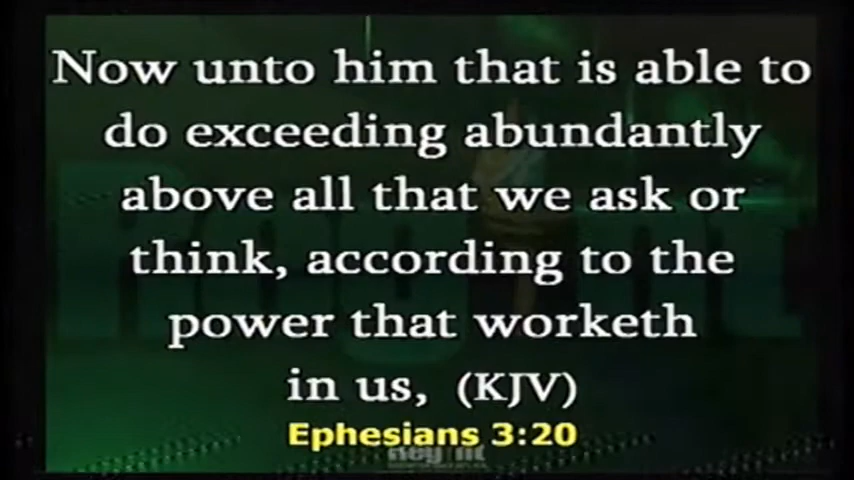 Now unto him that is able to
do exceeding abundantly
above all that we ask or
think, according to the
power that worketh
in us, (KJV)
Ephesians 3:20